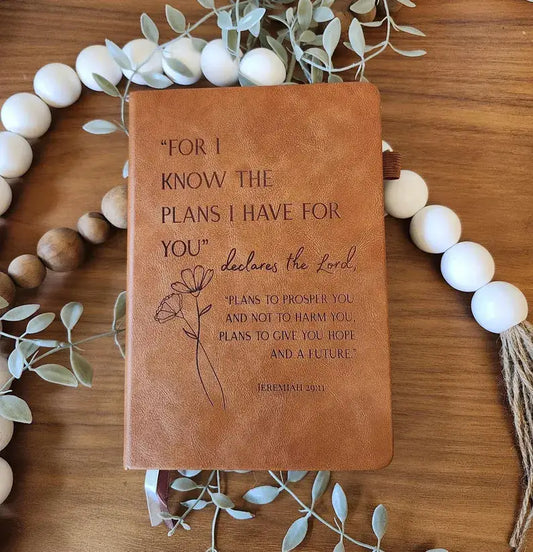 “FOR I
KNOW THE
PLANS I HAVE FOR
YOU” declares the Lord,
“PLANS TO PROSPER YOU
AND NOT TO HARM YOU,
PLANS TO GIVE YOU HOPE
AND A FUTURE.”
JEREMIAH 29:11